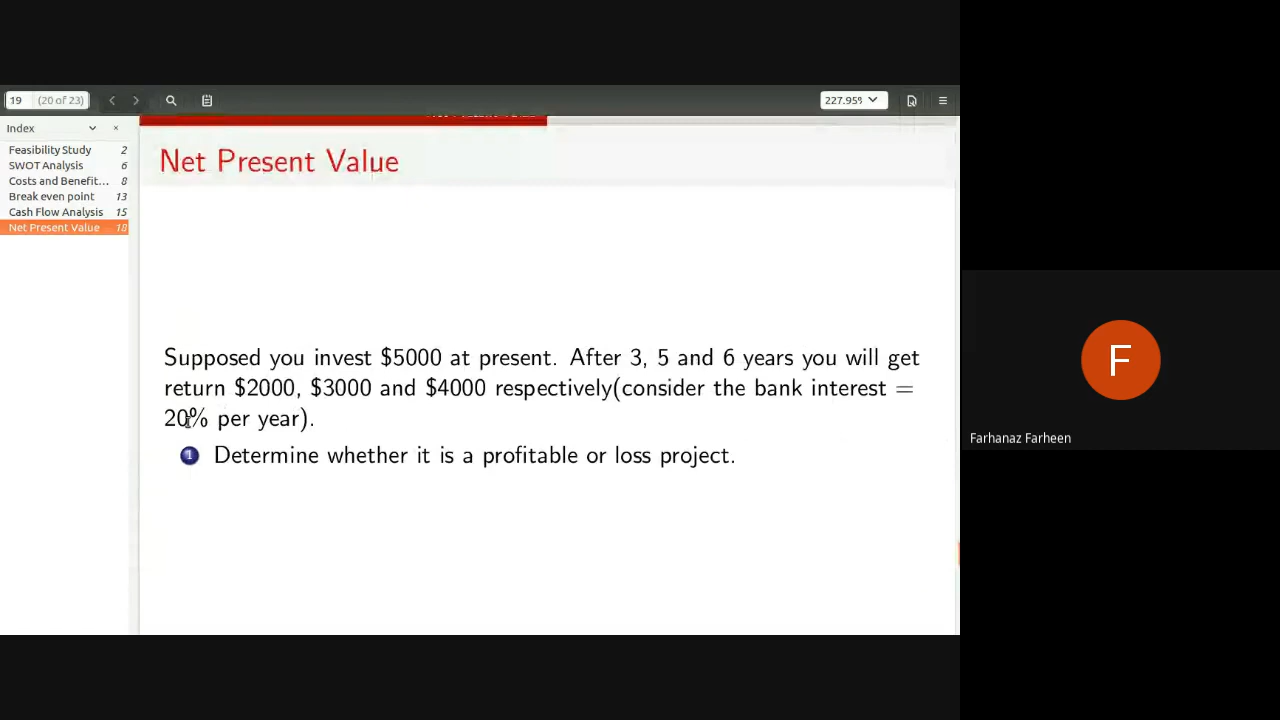 19 (20 of 23)
227.95%
Index
Feasibility Study 2
SWOT Analysis 6
Costs and Benefit... 8
Break even point 13
Cash Flow Analysis 15
Net Present Value 18
Net Present Value
Supposed you invest $5000 at present. After 3, 5 and 6 years you will get
return $2000, $3000 and $4000 respectively(consider the bank interest =
20% per year).
1 Determine whether it is a profitable or loss project.
F
Farhanaz Farheen